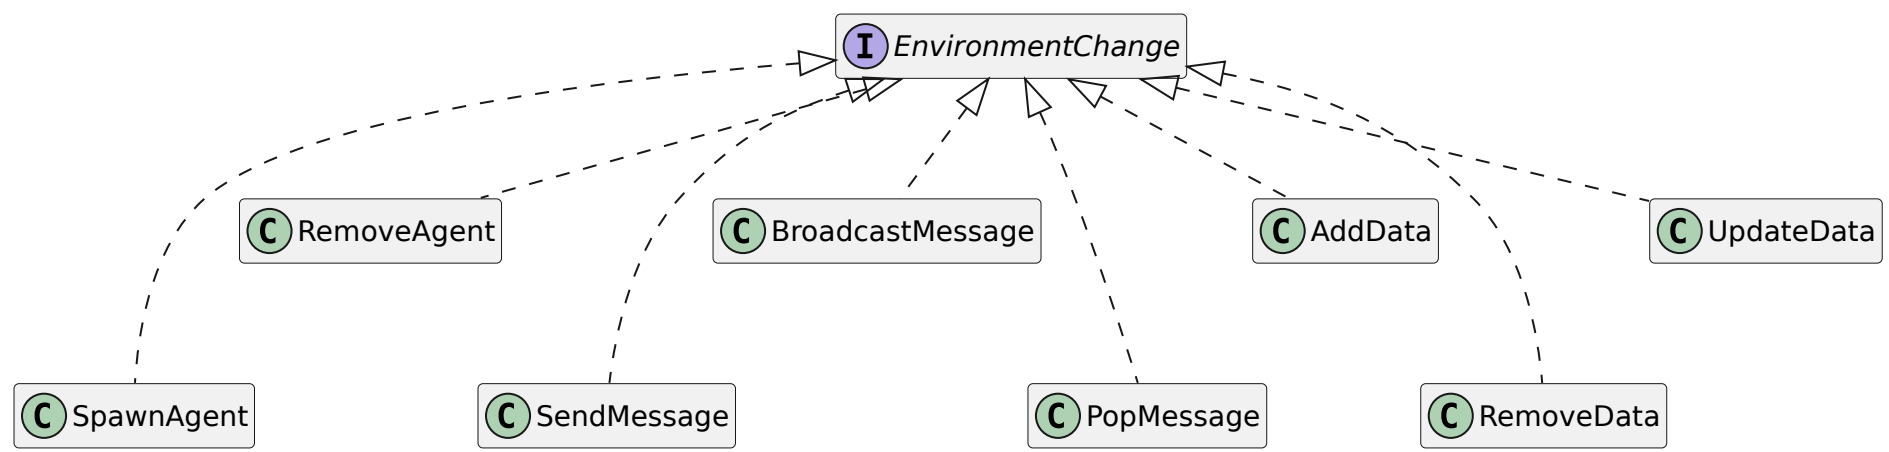 I EnvironmentChange
C RemoveAgent
C BroadcastMessage
C AddData
C UpdateData
C SpawnAgent
C SendMessage
C PopMessage
C RemoveData